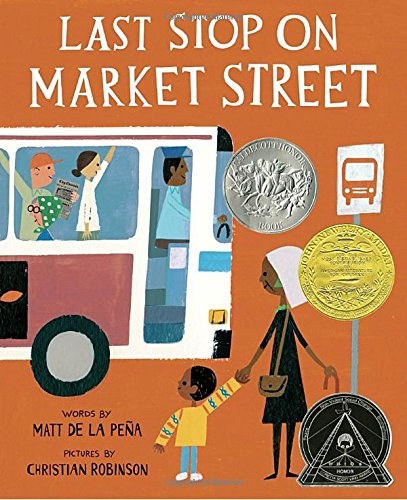 LAST STOP ON
MARKET STREET
BOOK
JOHN NEWBERY MEDAL
WORDS BY
MATT DE LA PEÑA
PICTURES BY
CHRISTIAN ROBINSON
HONOR